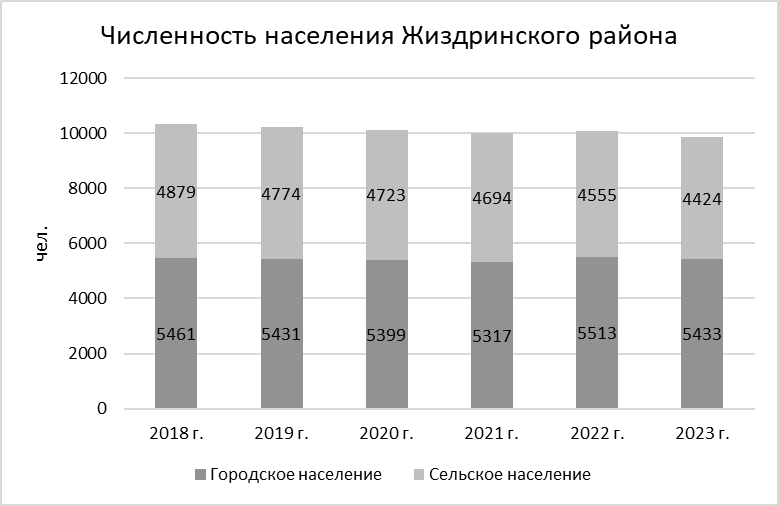 Численность населения Жиздринского района
чел.
12000
10000
8000
6000
4000
2000
0
4879 4774 4723 4694 4555 4424
5461 5431 5399 5317 5513 5433
2018 г. 2019 г. 2020 г. 2021 г. 2022 г. 2023 г.
Городское население Сельское население